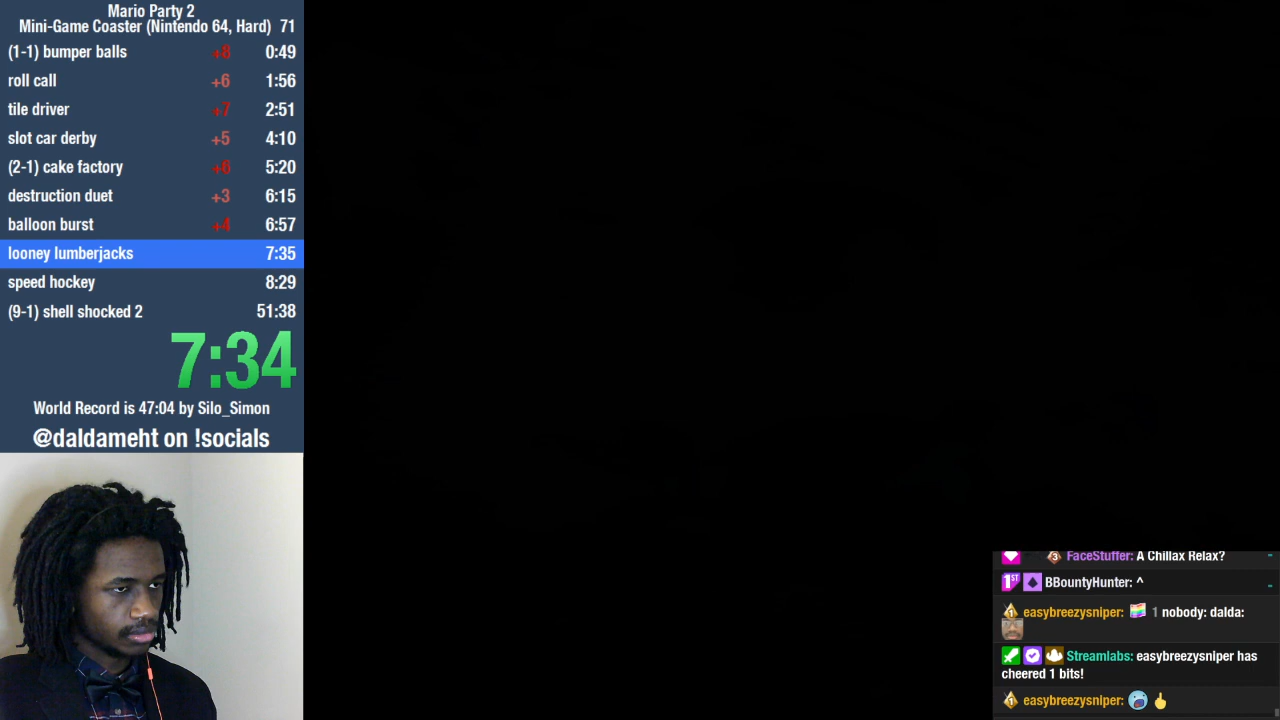 Mario Party 2
Mini-Game Coaster (Nintendo 64, Hard) 71
(1-1) bumper balls +8 0:49
roll call +6 1:56
tile driver +7 2:51
slot car derby +5 4:10
(2-1) cake factory +6 5:20
destruction duet +3 6:15
balloon burst +4 6:57
looney lumberjacks 7:35
speed hockey 8:29
(9-1) shell shocked 2 51:38
7:34
World Record is 47:04 by Silo_Simon
@daldameht on !socials
3 FaceStuffer: A Chillax Relax?
1ST BBountyHunter: ^
1 easybreezysniper: 1 nobody: dalda:
Streamlabs: easybreezysniper has
cheered 1 bits!
1 easybreezysniper: